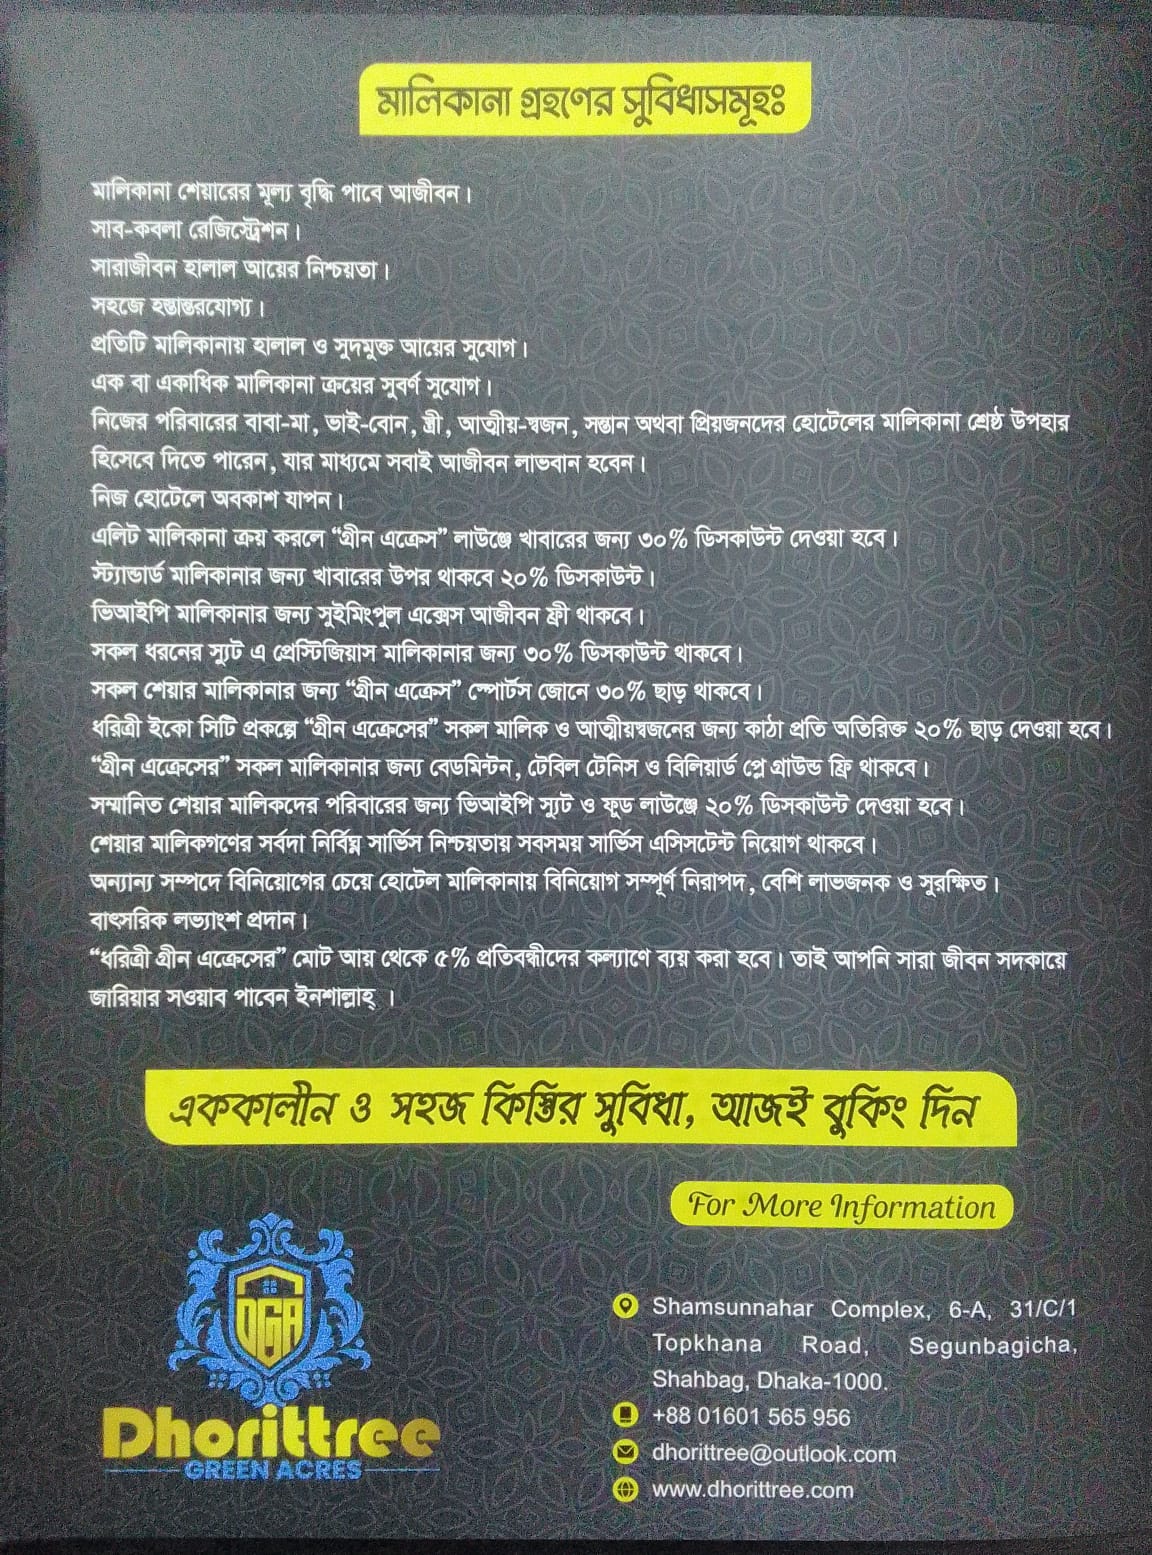 মালিকানা গ্রহণের সুবিধাসমূহঃ
মালিকানা শেয়ারের মূল্য বৃদ্ধি পাবে আজীবন।
সাব-কবলা রেজিস্ট্রেশন।
সারাজীবন হালাল আয়ের নিশ্চয়তা।
সহজে হস্তান্তরযোগ্য।
প্রতিটি মালিকানায় হালাল ও সুদমুক্ত আয়ের সুযোগ।
এক বা একাধিক মালিকানা ক্রয়ের সুবর্ণ সুযোগ।
নিজের পরিবারের বাবা-মা, ভাই-বোন, স্ত্রী, আত্মীয়-স্বজন, সন্তান অথবা প্রিয়জনদের হোটেলের মালিকানা শ্রেষ্ঠ উপহার
হিসেবে দিতে পারেন, যার মাধ্যমে সবাই আজীবন লাভবান হবেন।
নিজ হোটেলে অবকাশ যাপন।
এলিট মালিকানা ক্রয় করলে “গ্রীন এক্রেস” লাউঞ্জে খাবারের জন্য ৩০% ডিসকাউন্ট দেওয়া হবে।
স্ট্যান্ডার্ড মালিকানার জন্য খাবারের উপর থাকবে ২০% ডিসকাউন্ট।
ভিআইপি মালিকানার জন্য সুইমিংপুল এক্সেস আজীবন ফ্রী থাকবে।
সকল ধরনের স্যুট এ প্রেস্টিজিয়াস মালিকানার জন্য ৩০% ডিসকাউন্ট থাকবে।
সকল শেয়ার মালিকানার জন্য “গ্রীন এক্রেস” স্পোর্টস জোনে ৩০% ছাড় থাকবে।
ধরিত্রী ইকো সিটি প্রকল্পে “গ্রীন এক্রেসের” সকল মালিক ও আত্মীয়স্বজনের জন্য কাঠা প্রতি অতিরিক্ত ২০% ছাড় দেওয়া হবে।
“গ্রীন এক্রেসের” সকল মালিকানার জন্য বেডমিন্টন, টেবিল টেনিস ও বিলিয়ার্ড প্লে গ্রাউন্ড ফ্রি থাকবে।
সম্মানিত শেয়ার মালিকদের পরিবারের জন্য ভিআইপি স্যুট ও ফুড লাউঞ্জে ২০% ডিসকাউন্ট দেওয়া হবে।
শেয়ার মালিকগণের সর্বদা নির্বিঘ্ন সার্ভিস নিশ্চয়তায় সবসময় সার্ভিস এসিসটেন্ট নিয়োগ থাকবে।
অন্যান্য সম্পদে বিনিয়োগের চেয়ে হোটেল মালিকানায় বিনিয়োগ সম্পূর্ণ নিরাপদ, বেশি লাভজনক ও সুরক্ষিত।
বাৎসরিক লভ্যাংশ প্রদান।
“ধরিত্রী গ্রীন এক্রেসের” মোট আয় থেকে ৫% প্রতিবন্ধীদের কল্যাণে ব্যয় করা হবে। তাই আপনি সারা জীবন সদকায়ে
জারিয়ার সওয়াব পাবেন ইনশাল্লাহ্ ।
এককালীন ও সহজ কিস্তির সুবিধা, আজই বুকিং দিন
For More Information
Shamsunnahar Complex, 6-A, 31/C/1
Topkhana Road, Segunbagicha,
Shahbag, Dhaka-1000.
+88 01601 565 956
dhorittree@outlook.com
www.dhorittree.com
DGA
Dhorittree
GREEN ACRES